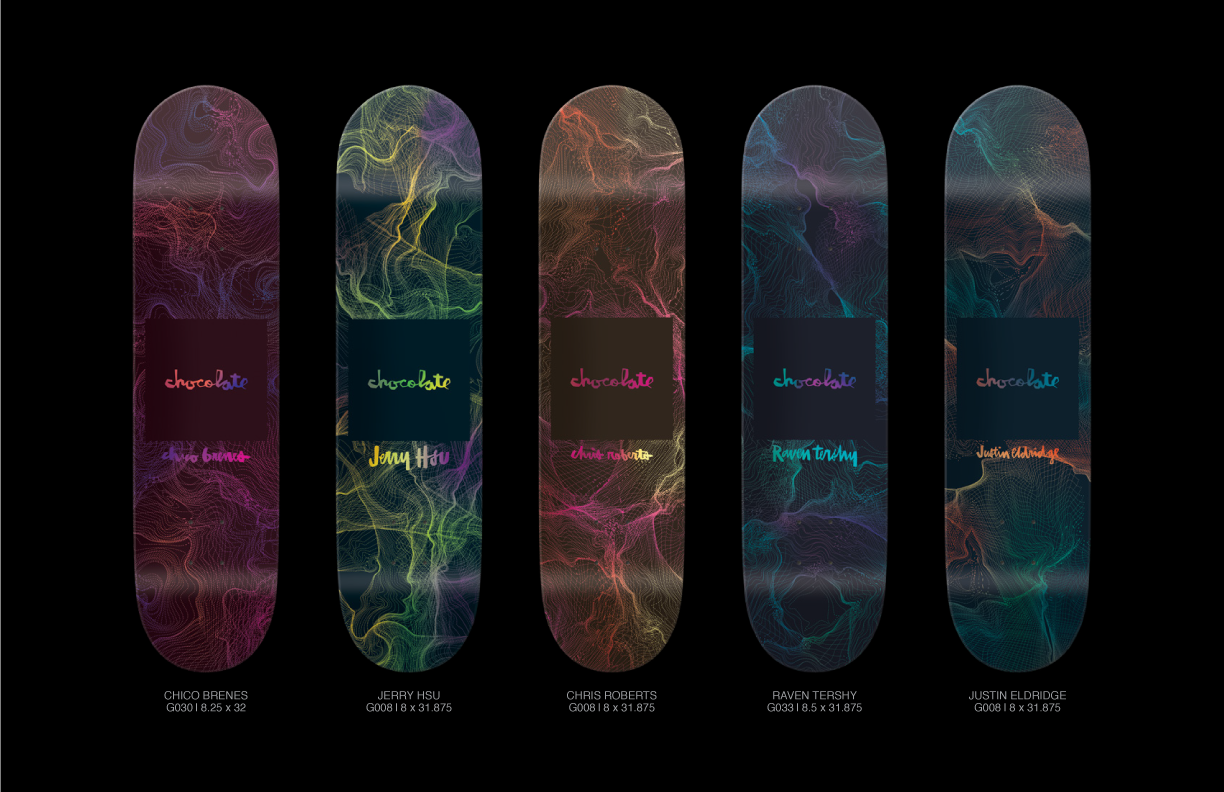 chocolate
chico brenes
CHICO BRENES
G030 | 8.25 x 32
chocolate
Jerry Hsu
JERRY HSU
G008 | 8 x 31.875
chocolate
chris roberts
CHRIS ROBERTS
G008 | 8 x 31.875
chocolate
Raven tershy
RAVEN TERSHY
G033 | 8.5 x 31.875
chocolate
Justin eldridge
JUSTIN ELDRIDGE
G008 | 8 x 31.875